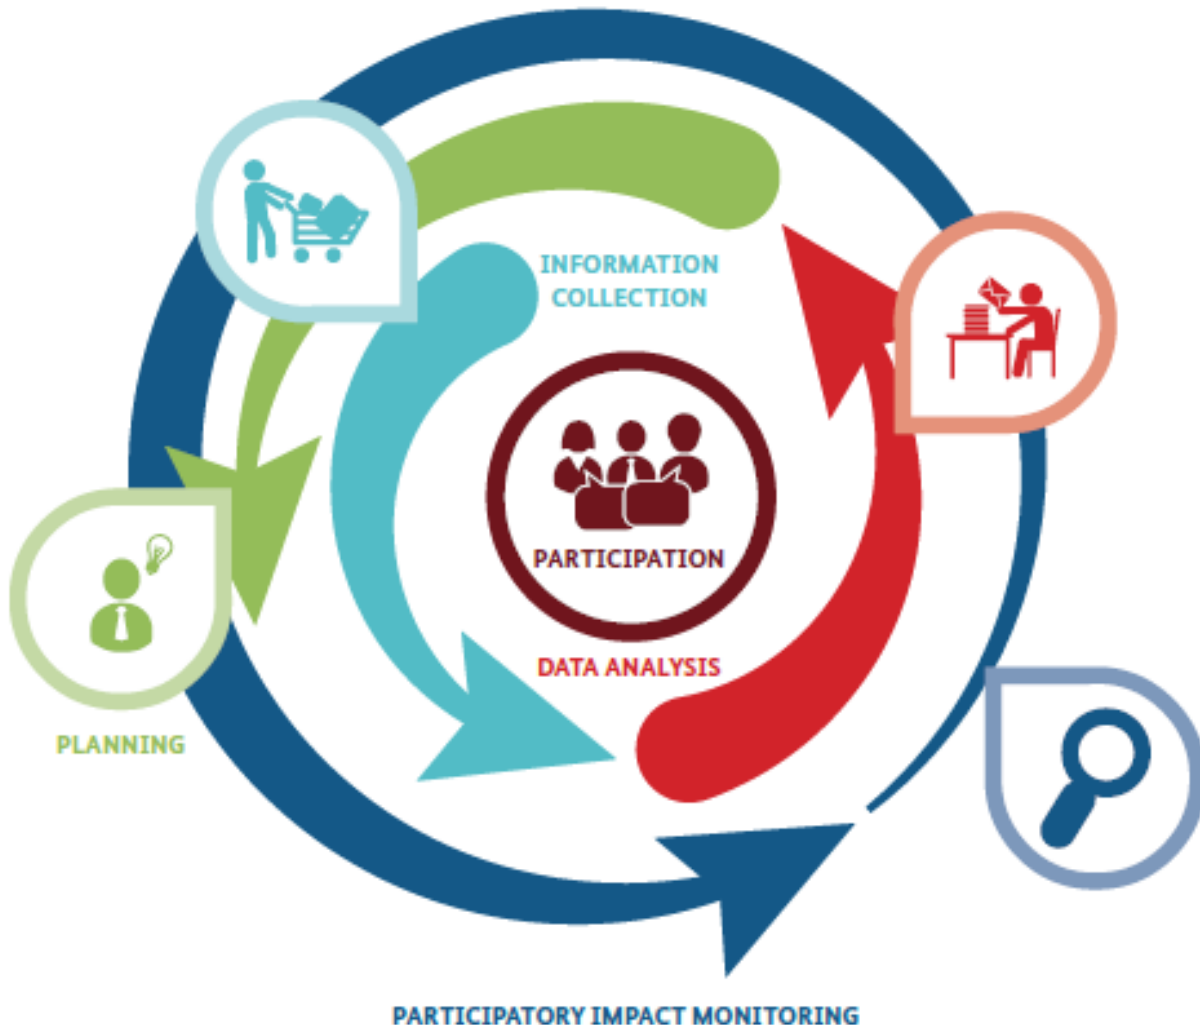 INFORMATION
COLLECTION
PARTICIPATION
DATA ANALYSIS
PLANNING
PARTICIPATORY IMPACT MONITORING